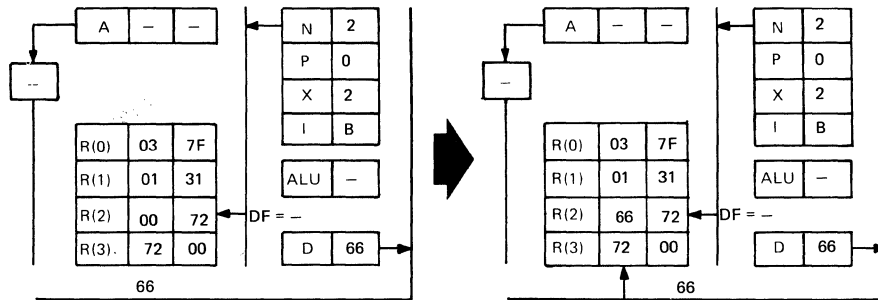 A – – N 2
-- P 0
X 2
I B
R(0) 03 7F
R(1) 01 31 ALU –
R(2) 00 72 DF = –
R(3). 72 00 D 66
66
A – – N 2
– P 0
X 2
I B
R(0) 03 7F
R(1) 01 31 ALU –
R(2) 66 72 DF = –
R(3) 72 00 D 66
66